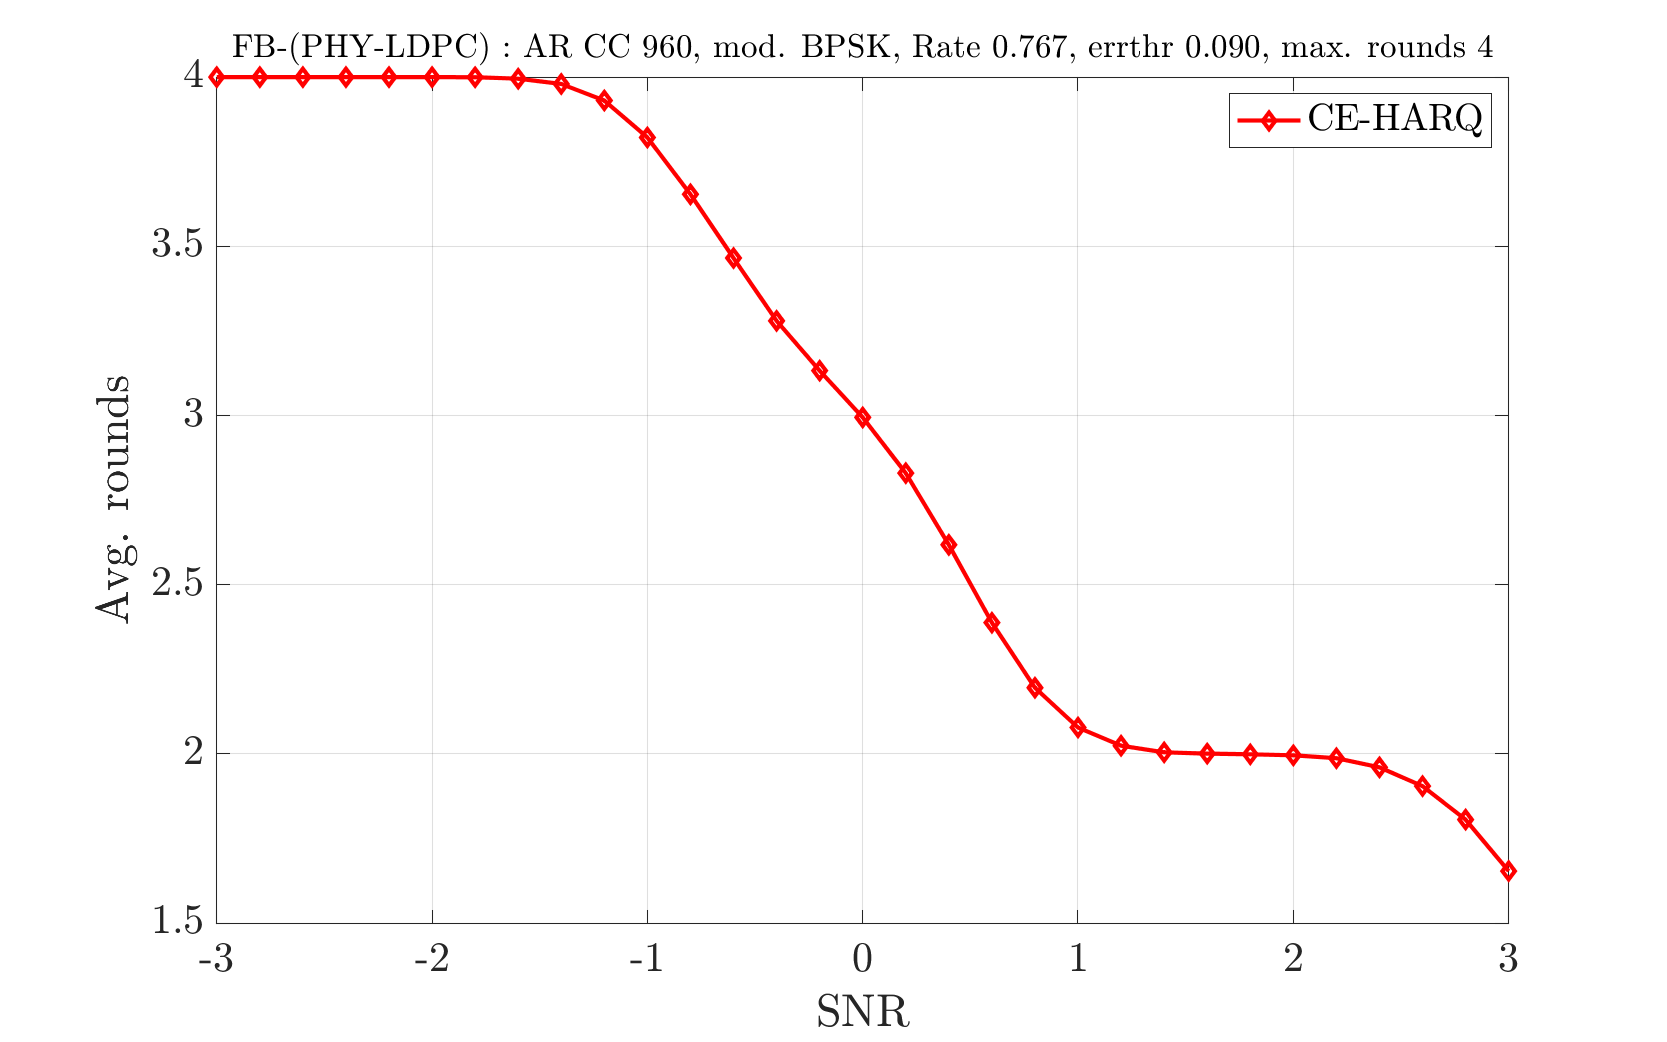 FB-(PHY-LDPC) : AR CC 960, mod. BPSK, Rate 0.767, errthr 0.090, max. rounds 4
CE-HARQ
4
3.5
3
2.5
2
1.5
Avg. rounds
-3 -2 -1 0 1 2 3
SNR